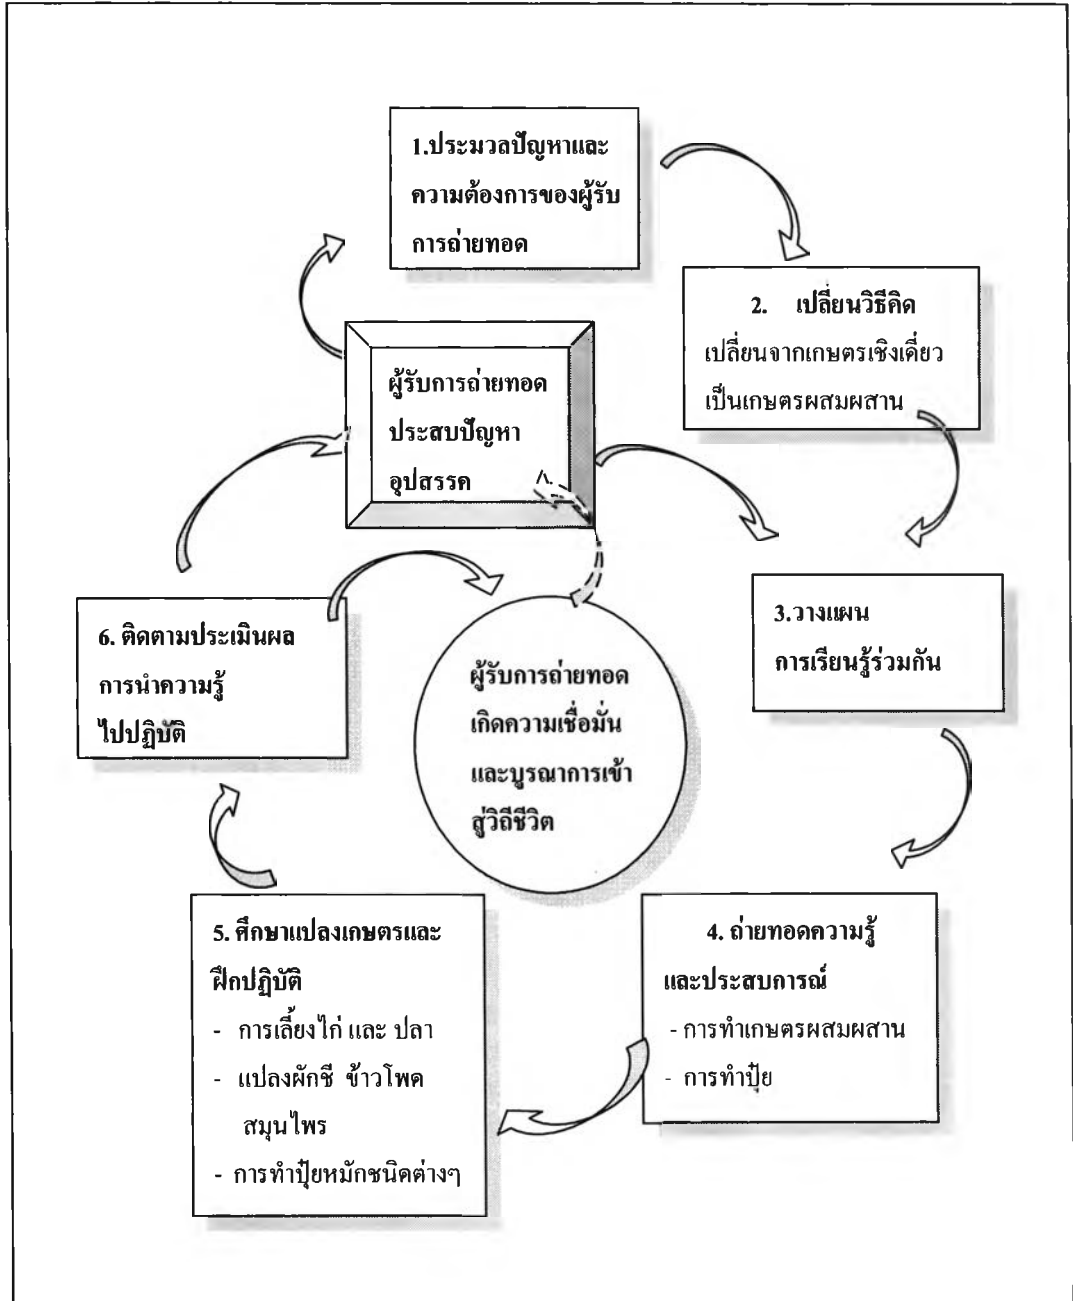 1.ประมวลปัญหาและ
ความต้องการของผู้รับ
การถ่ายทอด
2. เปลี่ยนวิธีคิด
เปลี่ยนจากเกษตรเชิงเดี่ยว
เป็นเกษตรผสมผสาน
ผู้รับการถ่ายทอด
ประสบปัญหา
อุปสรรค
3.วางแผน
การเรียนรู้ร่วมกัน
6. ติดตามประเมินผล
การนำความรู้
ไปปฏิบัติ
ผู้รับการถ่ายทอด
เกิดความเชื่อมั่น
และบูรณาการเข้า
สู่วิถีชีวิต
5. ศึกษาแปลงเกษตรและ
ฝึกปฏิบัติ
- การเลี้ยงไก่ และ ปลา
- แปลงผักชี ข้าวโพด
สมุนไพร
- การทำปุ๋ยหมักชนิดต่างๆ
4. ถ่ายทอดความรู้
และประสบการณ์
- การทำเกษตรผสมผสาน
- การทำปุ๋ย